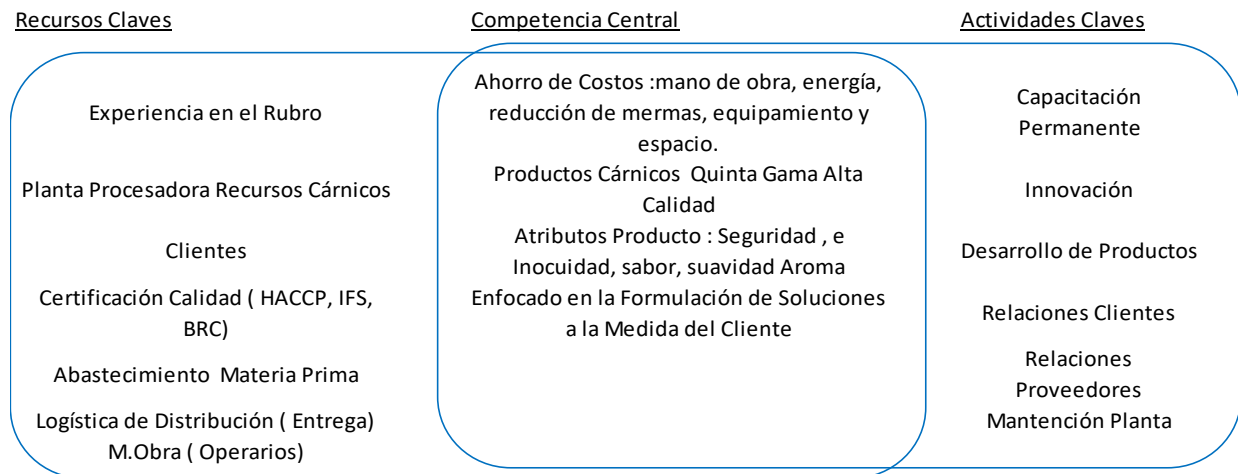 Recursos Claves
Competencia Central
Actividades Claves
Experiencia en el Rubro
Planta Procesadora Recursos Cárnicos
Clientes
Certificación Calidad ( HACCP, IFS,
BRC)
Abastecimiento Materia Prima
Logística de Distribución ( Entrega)
M.Obra ( Operarios)
Ahorro de Costos :mano de obra, energía,
reducción de mermas, equipamiento y
espacio.
Productos Cárnicos Quinta Gama Alta
Calidad
Atributos Producto : Seguridad , e
Inocuidad, sabor, suavidad Aroma
Enfocado en la Formulación de Soluciones
a la Medida del Cliente
Capacitación
Permanente
Innovación
Desarrollo de Productos
Relaciones Clientes
Relaciones
Proveedores
Mantención Planta